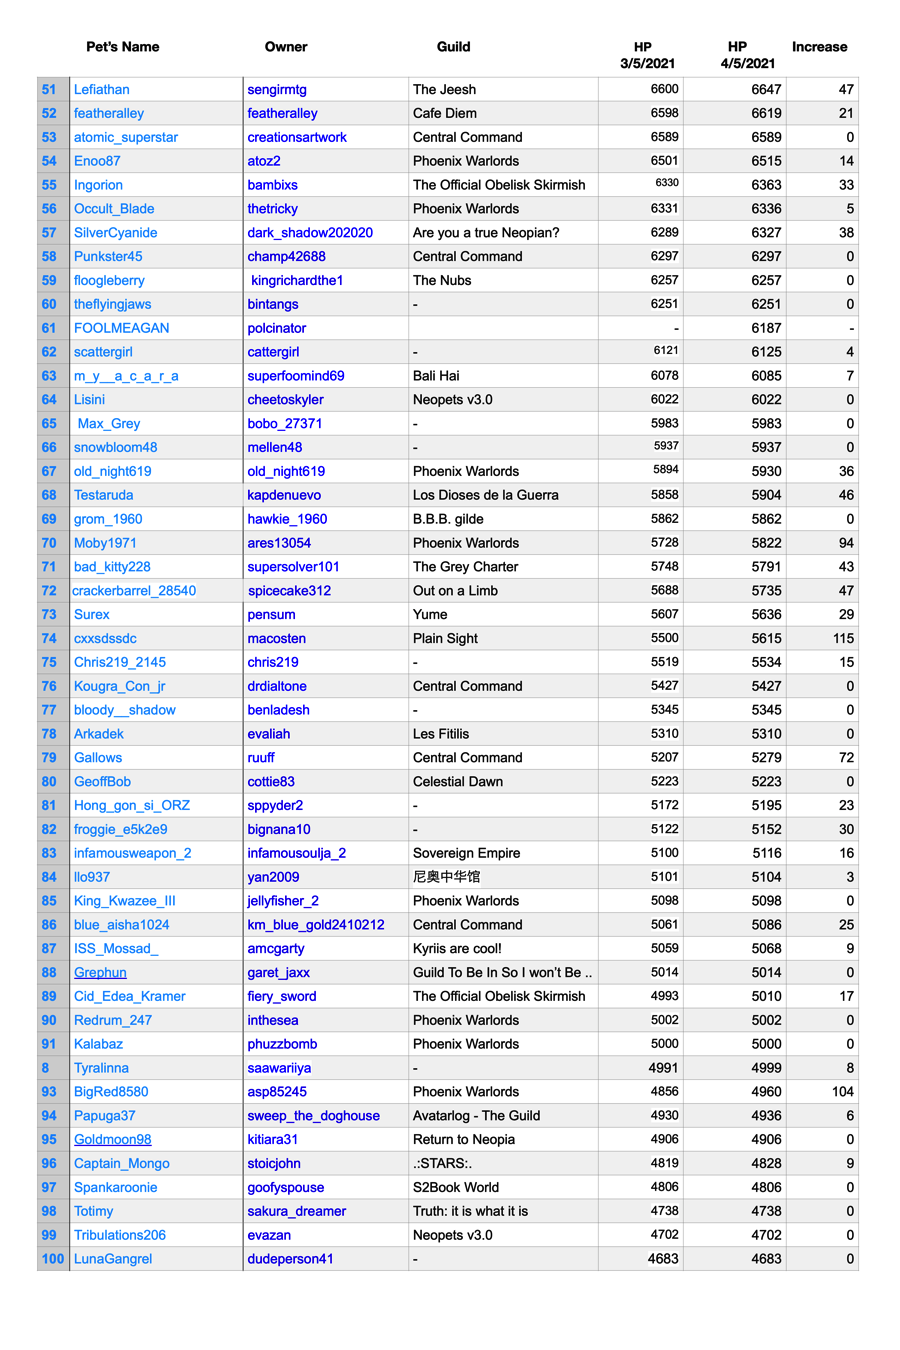 Pet's Name Owner Guild HP 3/5/2021 HP 4/5/2021 Increase
51 Lefiathan sengirmtg The Jeesh 6600 6647 47
52 featheralley featheralley Cafe Diem 6598 6619 21
53 atomic_superstar creationsartwork Central Command 6589 6589 0
54 Enoo87 atoz2 Phoenix Warlords 6501 6515 14
55 Ingorion bambixs The Official Obelisk Skirmish 6330 6363 33
56 Occult_Blade thetricky Phoenix Warlords 6331 6336 5
57 SilverCyanide dark_shadow202020 Are you a true Neopian? 6289 6327 38
58 Punkster45 champ42688 Central Command 6297 6297 0
59 floogleberry kingrichardthe1 The Nubs 6257 6257 0
60 theflyingjaws bintangs - 6251 6251 0
61 FOOLMEAGAN polcinator - 6187 -
62 scattergirl cattergirl - 6121 6125 4
63 m_y__a_c_a_r_a superfoomind69 Bali Hai 6078 6085 7
64 Lisini cheetoskyler Neopets v3.0 6022 6022 0
65 Max_Grey bobo_27371 - 5983 5983 0
66 snowbloom48 mellen48 - 5937 5937 0
67 old_night619 old_night619 Phoenix Warlords 5894 5930 36
68 Testaruda kapdenuevo Los Dioses de la Guerra 5858 5904 46
69 grom_1960 hawkie_1960 B.B.B. gilde 5862 5862 0
70 Moby1971 ares13054 Phoenix Warlords 5728 5822 94
71 bad_kitty228 supersolver101 The Grey Charter 5748 5791 43
72 crackerbarrel_28540 spicecake312 Out on a Limb 5688 5735 47
73 Surex pensum Yume 5607 5636 29
74 cxxsdssdc macosten Plain Sight 5500 5615 115
75 Chris219_2145 chris219 - 5519 5534 15
76 Kougra_Con_jr drdialtone Central Command 5427 5427 0
77 bloody__shadow benladesh - 5345 5345 0
78 Arkadek evaliah Les Fitilis 5310 5310 0
79 Gallows ruuff Central Command 5207 5279 72
80 GeoffBob cottie83 Celestial Dawn 5223 5223 0
81 Hong_gon_si_ORZ sppyder2 - 5172 5195 23
82 froggie_e5k2e9 bignana10 - 5122 5152 30
83 infamousweapon_2 infamousoulja_2 Sovereign Empire 5100 5116 16
84 llo937 yan2009 尼奥中华馆 5101 5104 3
85 King_Kwazee_III jellyfisher_2 Phoenix Warlords 5098 5098 0
86 blue_aisha1024 km_blue_gold2410212 Central Command 5061 5086 25
87 ISS_Mossad_ amcgarty Kyriis are cool! 5059 5068 9
88 Grephun garet_jaxx Guild To Be In So I won't Be .. 5014 5014 0
89 Cid_Edea_Kramer fiery_sword The Official Obelisk Skirmish 4993 5010 17
90 Redrum_247 inthesea Phoenix Warlords 5002 5002 0
91 Kalabaz phuzzbomb Phoenix Warlords 5000 5000 0
8 Tyralinna saawariiya - 4991 4999 8
93 BigRed8580 asp85245 Phoenix Warlords 4856 4960 104
94 Papuga37 sweep_the_doghouse Avatarlog - The Guild 4930 4936 6
95 Goldmoon98 kitiara31 Return to Neopia 4906 4906 0
96 Captain_Mongo stoicjohn .:STARS:. 4819 4828 9
97 Spankaroonie goofyspouse S2Book World 4806 4806 0
98 Totimy sakura_dreamer Truth: it is what it is 4738 4738 0
99 Tribulations206 evazan Neopets v3.0 4702 4702 0
100 LunaGangrel dudeperson41 - 4683 4683 0